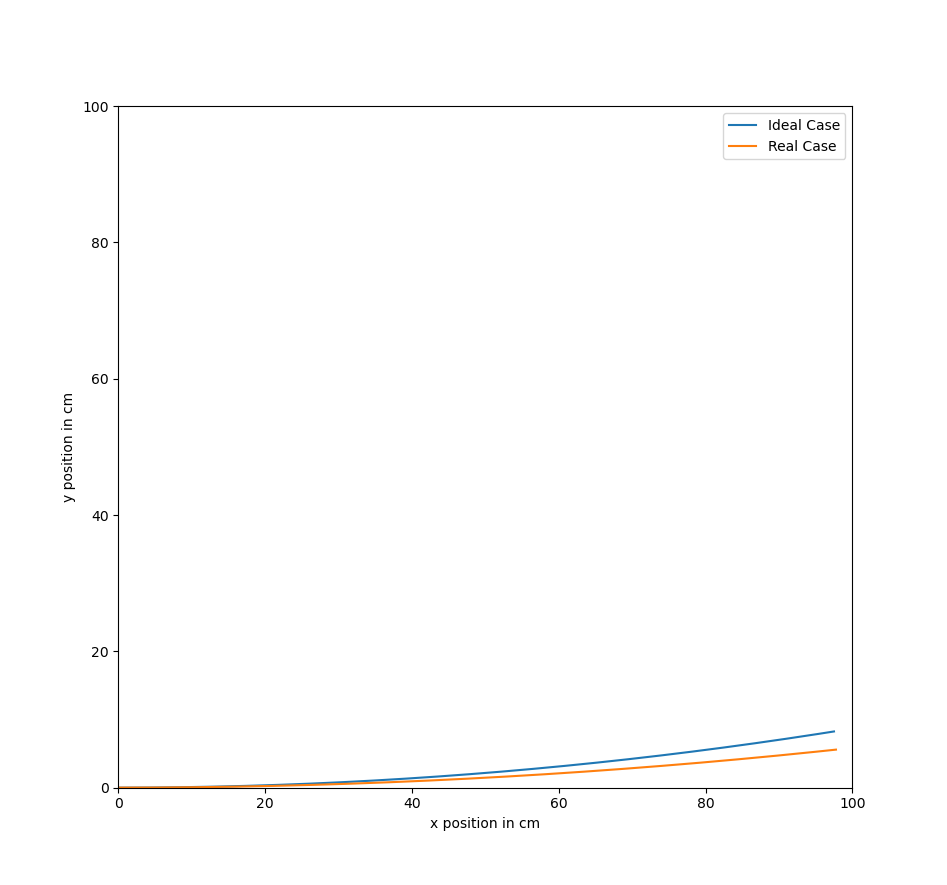 100
80
60
40
20
0
y position in cm
0 20 40 60 80 100
x position in cm
Ideal Case
Real Case